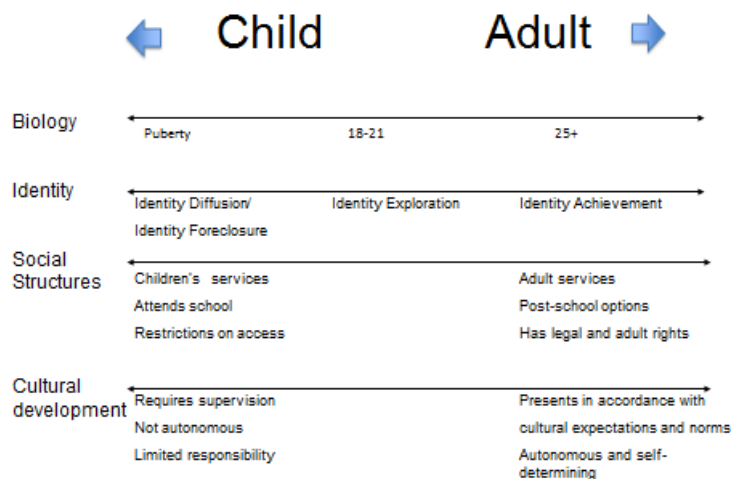 Child Adult
Biology
Puberty 18-21 25+
Identity
Identity Diffusion/ Identity Exploration Identity Achievement
Identity Foreclosure
Social
Structures
Children's services Adult services
Attends school Post-school options
Restrictions on access Has legal and adult rights
Cultural
development
Requires supervision Presents in accordance with
Not autonomous cultural expectations and norms
Limited responsibility Autonomous and self-
determining